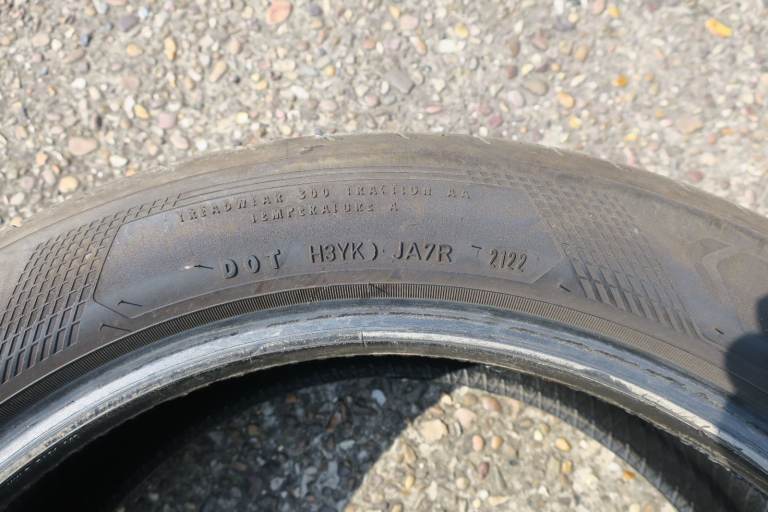 TREADWEAR 300 TRACTION AA
TEMPERATURE A
DOT H3YK) JA7R 2122